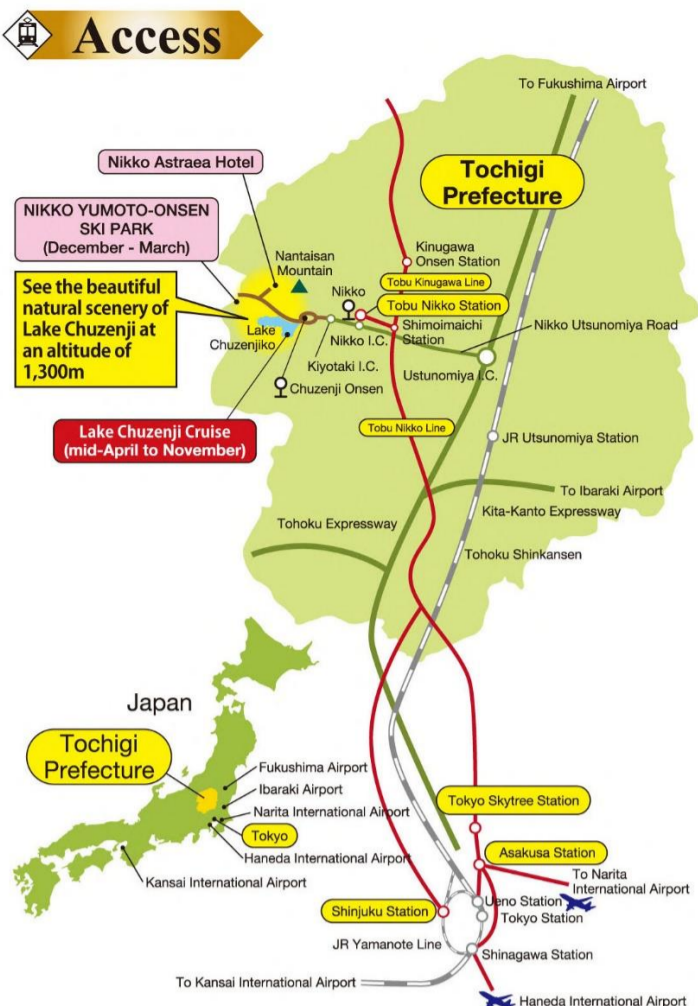 Access
To Fukushima Airport
Tochigi
Prefecture
Nikko Astraea Hotel
NIKKO YUMOTO-ONSEN
SKI PARK
(December - March)
Nantaisan
Mountain
Kinugawa
Onsen Station
Tobu Kinugawa Line
See the beautiful
natural scenery of
Lake Chuzenji at
an altitude of
1,300m
Nikko
Tobu Nikko Station
Lake
Chuzenjiko
Shimoimaichi
Station
Nikko I.C.
Nikko Utsunomiya Road
Kiyotaki I.C.
Ustunomiya I.C.
Chuzenji Onsen
Lake Chuzenji Cruise
(mid-April to November)
Tobu Nikko Line
JR Utsunomiya Station
To Ibaraki Airport
Kita-Kanto Expressway
Tohoku Expressway
Tohoku Shinkansen
Japan
Tochigi
Prefecture
Fukushima Airport
Ibaraki Airport
Narita International Airport
Tokyo
Haneda International Airport
Kansai International Airport
Tokyo Skytree Station
Asakusa Station
To Narita
International Airport
Ueno Station
Shinjuku Station
Tokyo Station
JR Yamanote Line
Shinagawa Station
To Kansai International Airport
Haneda International Airport